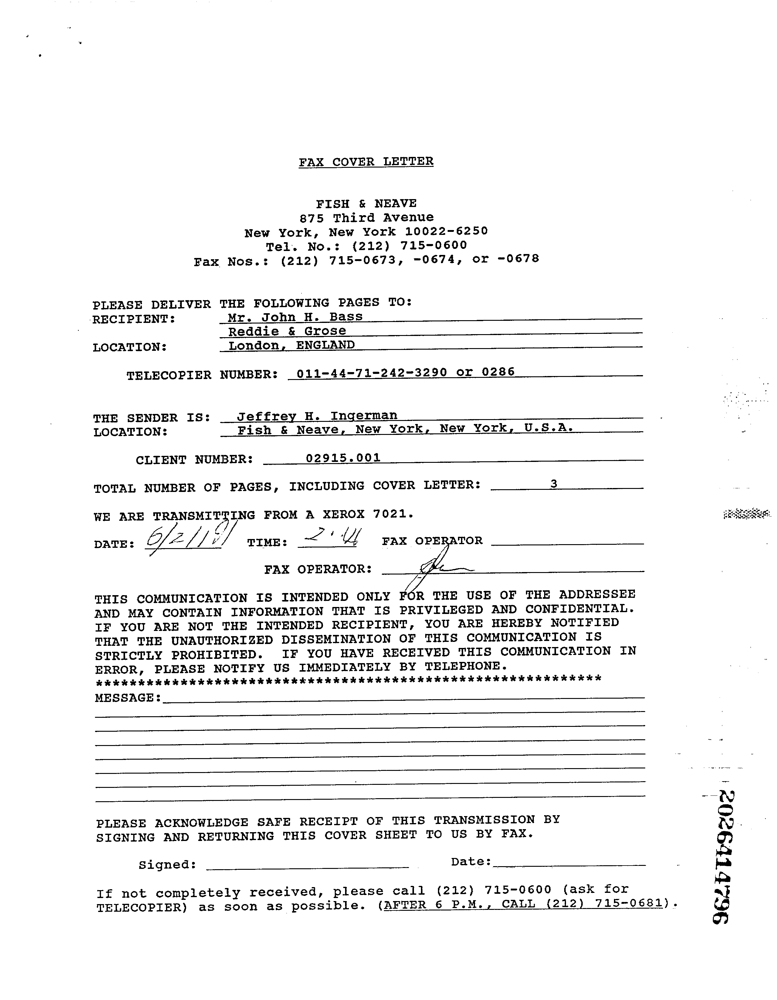 FAX COVER LETTER
FISH & NEAVE
875 Third Avenue
New York, New York 10022-6250
Tel. No.: (212) 715-0600
Fax Nos.: (212) 715-0673, -0674, or -0678
PLEASE DELIVER THE FOLLOWING PAGES TO:
RECIPIENT: Mr. John H. Bass
Reddie & Grose
LOCATION: London, ENGLAND
TELECOPIER NUMBER: 011-44-71-242-3290 or 0286
THE SENDER IS: Jeffrey H. Ingerman
LOCATION: Fish & Neave, New York, New York, U.S.A.
CLIENT NUMBER: 02915.001
TOTAL NUMBER OF PAGES, INCLUDING COVER LETTER: 3
WE ARE TRANSMITTING FROM A XEROX 7021.
DATE: TIME: FAX OPERATOR
FAX OPERATOR:
THIS COMMUNICATION IS INTENDED ONLY FOR THE USE OF THE ADDRESSEE
AND MAY CONTAIN INFORMATION THAT IS PRIVILEGED AND CONFIDENTIAL.
IF YOU ARE NOT THE INTENDED RECIPIENT, YOU ARE HEREBY NOTIFIED
THAT THE UNAUTHORIZED DISSEMINATION OF THIS COMMUNICATION IS
STRICTLY PROHIBITED. IF YOU HAVE RECEIVED THIS COMMUNICATION IN
ERROR, PLEASE NOTIFY US IMMEDIATELY BY TELEPHONE.
************************************************************
MESSAGE:
PLEASE ACKNOWLEDGE SAFE RECEIPT OF THIS TRANSMISSION BY
SIGNING AND RETURNING THIS COVER SHEET TO US BY FAX.
Signed: Date:
If not completely received, please call (212) 715-0600 (ask for
TELECOPIER) as soon as possible. (AFTER 6 P.M., CALL (212) 715-0681).
2026414796